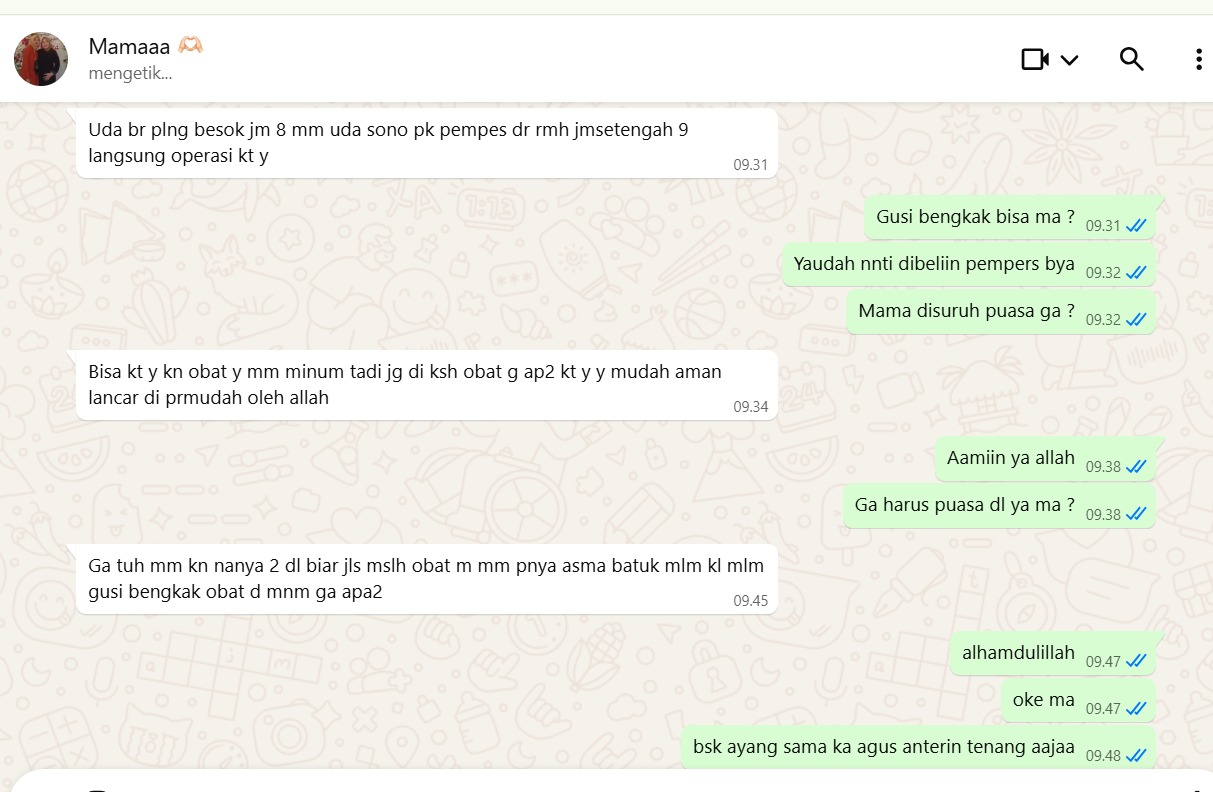 Mamaaa 🫶🏻
mengetik...
Uda br plng besok jm 8 mm uda sono pk pempes dr rmh jmsetengah 9
langsung operasi kt y
09.31
Gusi bengkak bisa ma ?
09.31
Yaudah nnti dibeliin pempers bya
09.32
Mama disuruh puasa ga ?
09.32
Bisa kt y kn obat y mm minum tadi jg di ksh obat g ap2 kt y y mudah aman
lancar di prmudah oleh allah
09.34
Aamiin ya allah
09.38
Ga harus puasa dl ya ma ?
09.38
Ga tuh mm kn nanya 2 dl biar jls mslh obat m mm pnya asma batuk mlm kl mlm
gusi bengkak obat d mnm ga apa2
09.45
alhamdulillah
09.47
oke ma
09.47
bsk ayang sama ka agus anterin tenang aajaa
09.48